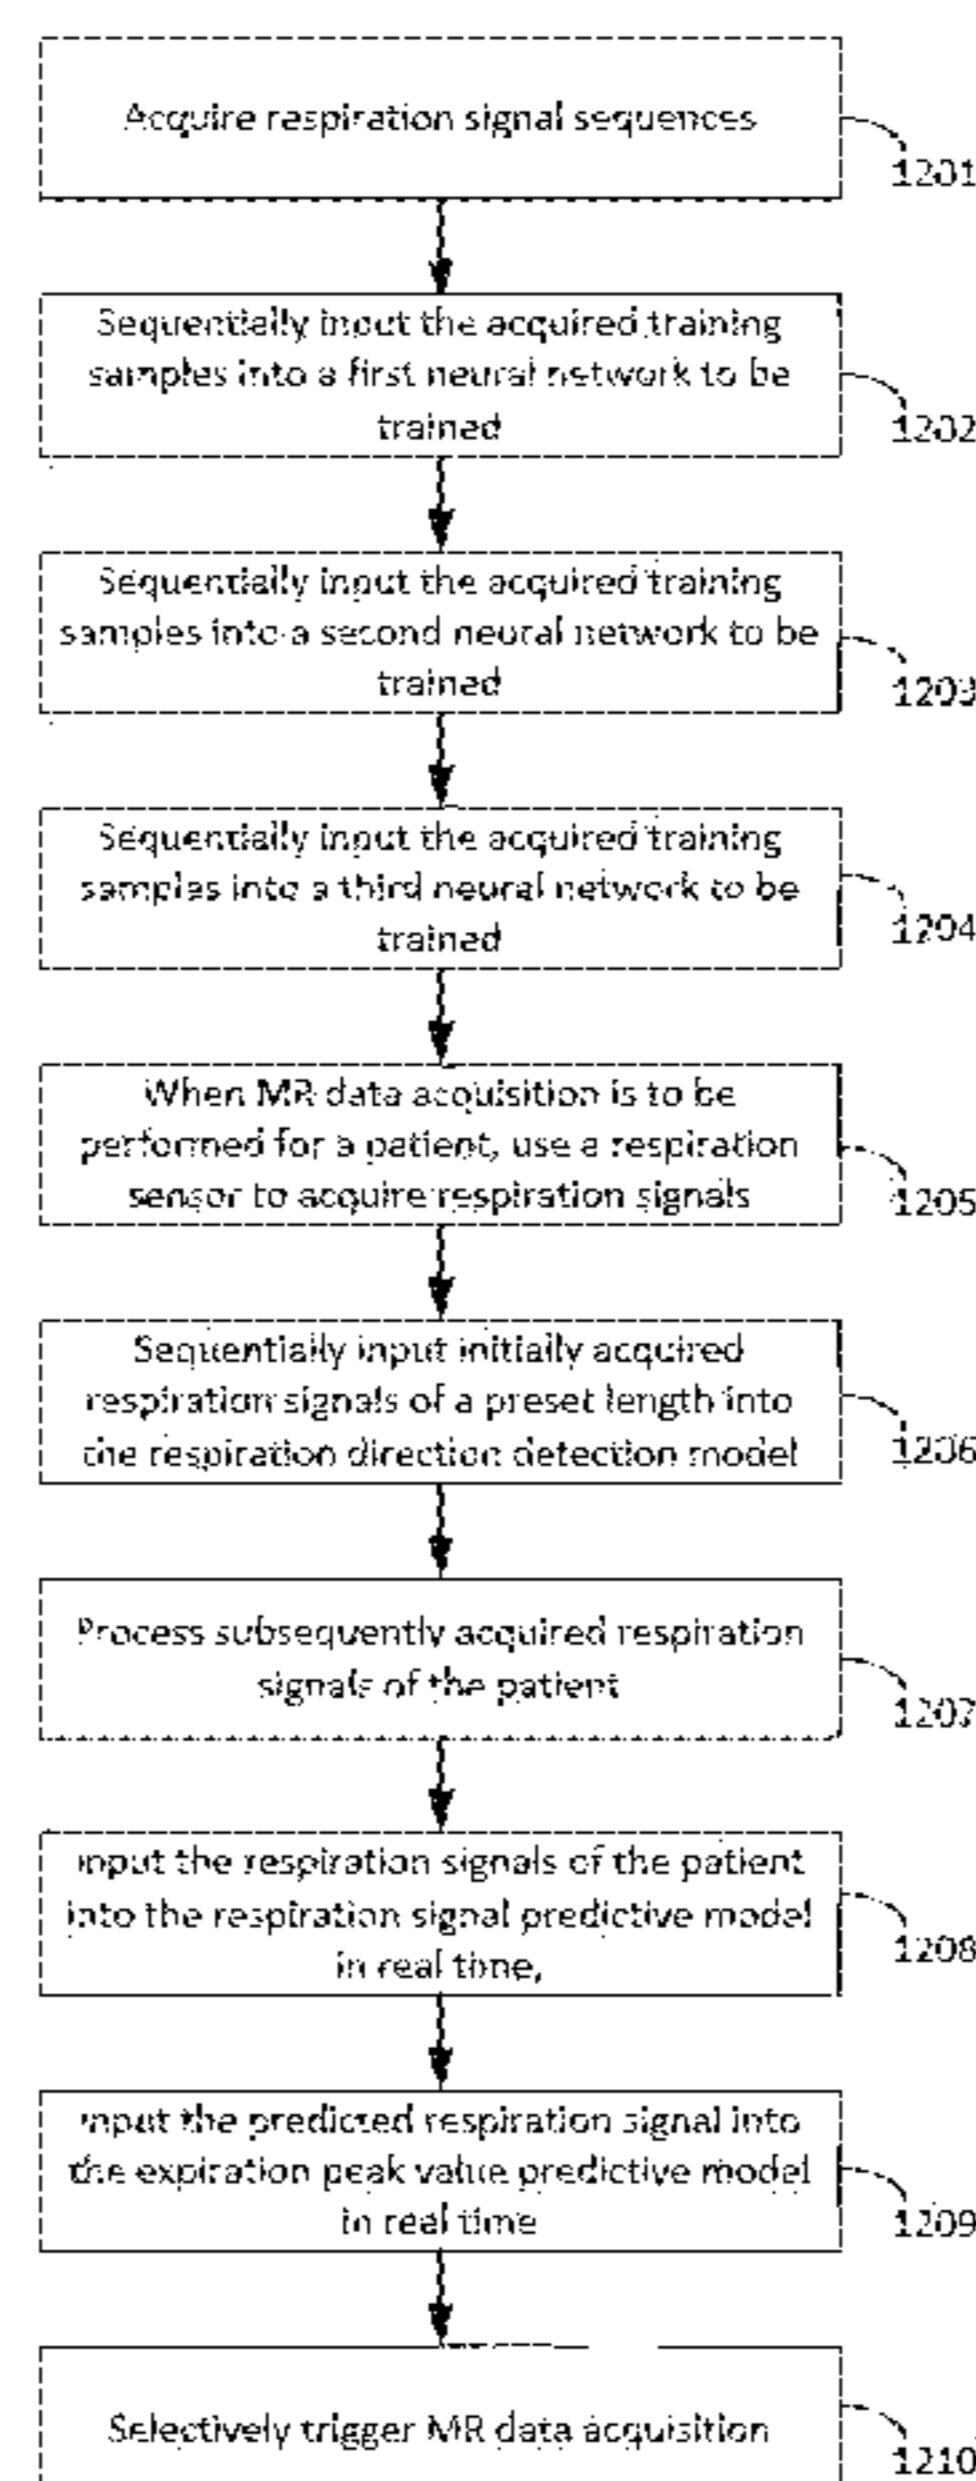 Acquire respiration signal sequences
1201
Sequentially input the acquired training
samples into a first neural network to be
trained
1202
Sequentially input the acquired training
samples into a second neural network to be
trained
1203
Sequentially input the acquired training
samples into a third neural network to be
trained
1204
When MR data acquisition is to be
performed for a patient, use a respiration
sensor to acquire respiration signals
1205
Sequentially input initially acquired
respiration signals of a preset length into
the respiration direction detection model
1206
Process subsequently acquired respiration
signals of the patient
1207
Input the respiration signals of the patient
into the respiration signal predictive model
in real time,
1208
Input the predicted respiration signal into
the expiration peak value predictive model
in real time
1209
Selectively trigger MR data acquisition
1210